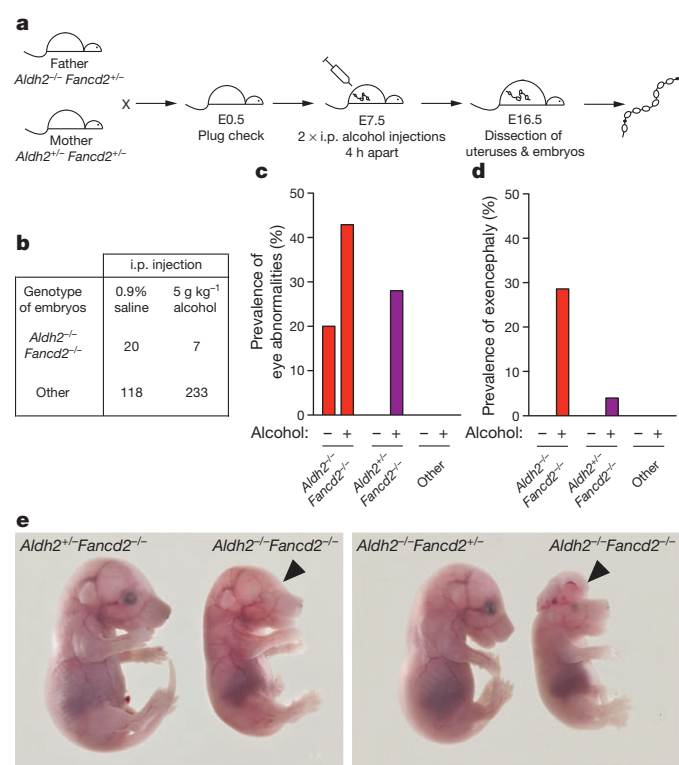 a
Father
Aldh2–/– Fancd2+/–
Mother
Aldh2+/– Fancd2+/–
X
E0.5
Plug check
E7.5
2 × i.p. alcohol injections
4 h apart
E16.5
Dissection of
uteruses & embryos
b
i.p. injection
Genotype
of embryos
0.9%
saline
5 g kg–1
alcohol
Aldh2–/–
Fancd2–/–
20
7
Other
118
233
c
Prevalence of
eye abnormalities (%)
50
40
30
20
10
0
Alcohol: – + – + – +
Aldh2–/–
Fancd2–/–
Aldh2+/–
Fancd2–/–
Other
d
Prevalence of exencephaly (%)
50
40
30
20
10
0
Alcohol: – + – + – +
Aldh2–/–
Fancd2–/–
Aldh2+/–
Fancd2–/–
Other
e
Aldh2+/–Fancd2–/–
Aldh2–/–Fancd2–/–
Aldh2–/–Fancd2+/–
Aldh2–/–Fancd2–/–